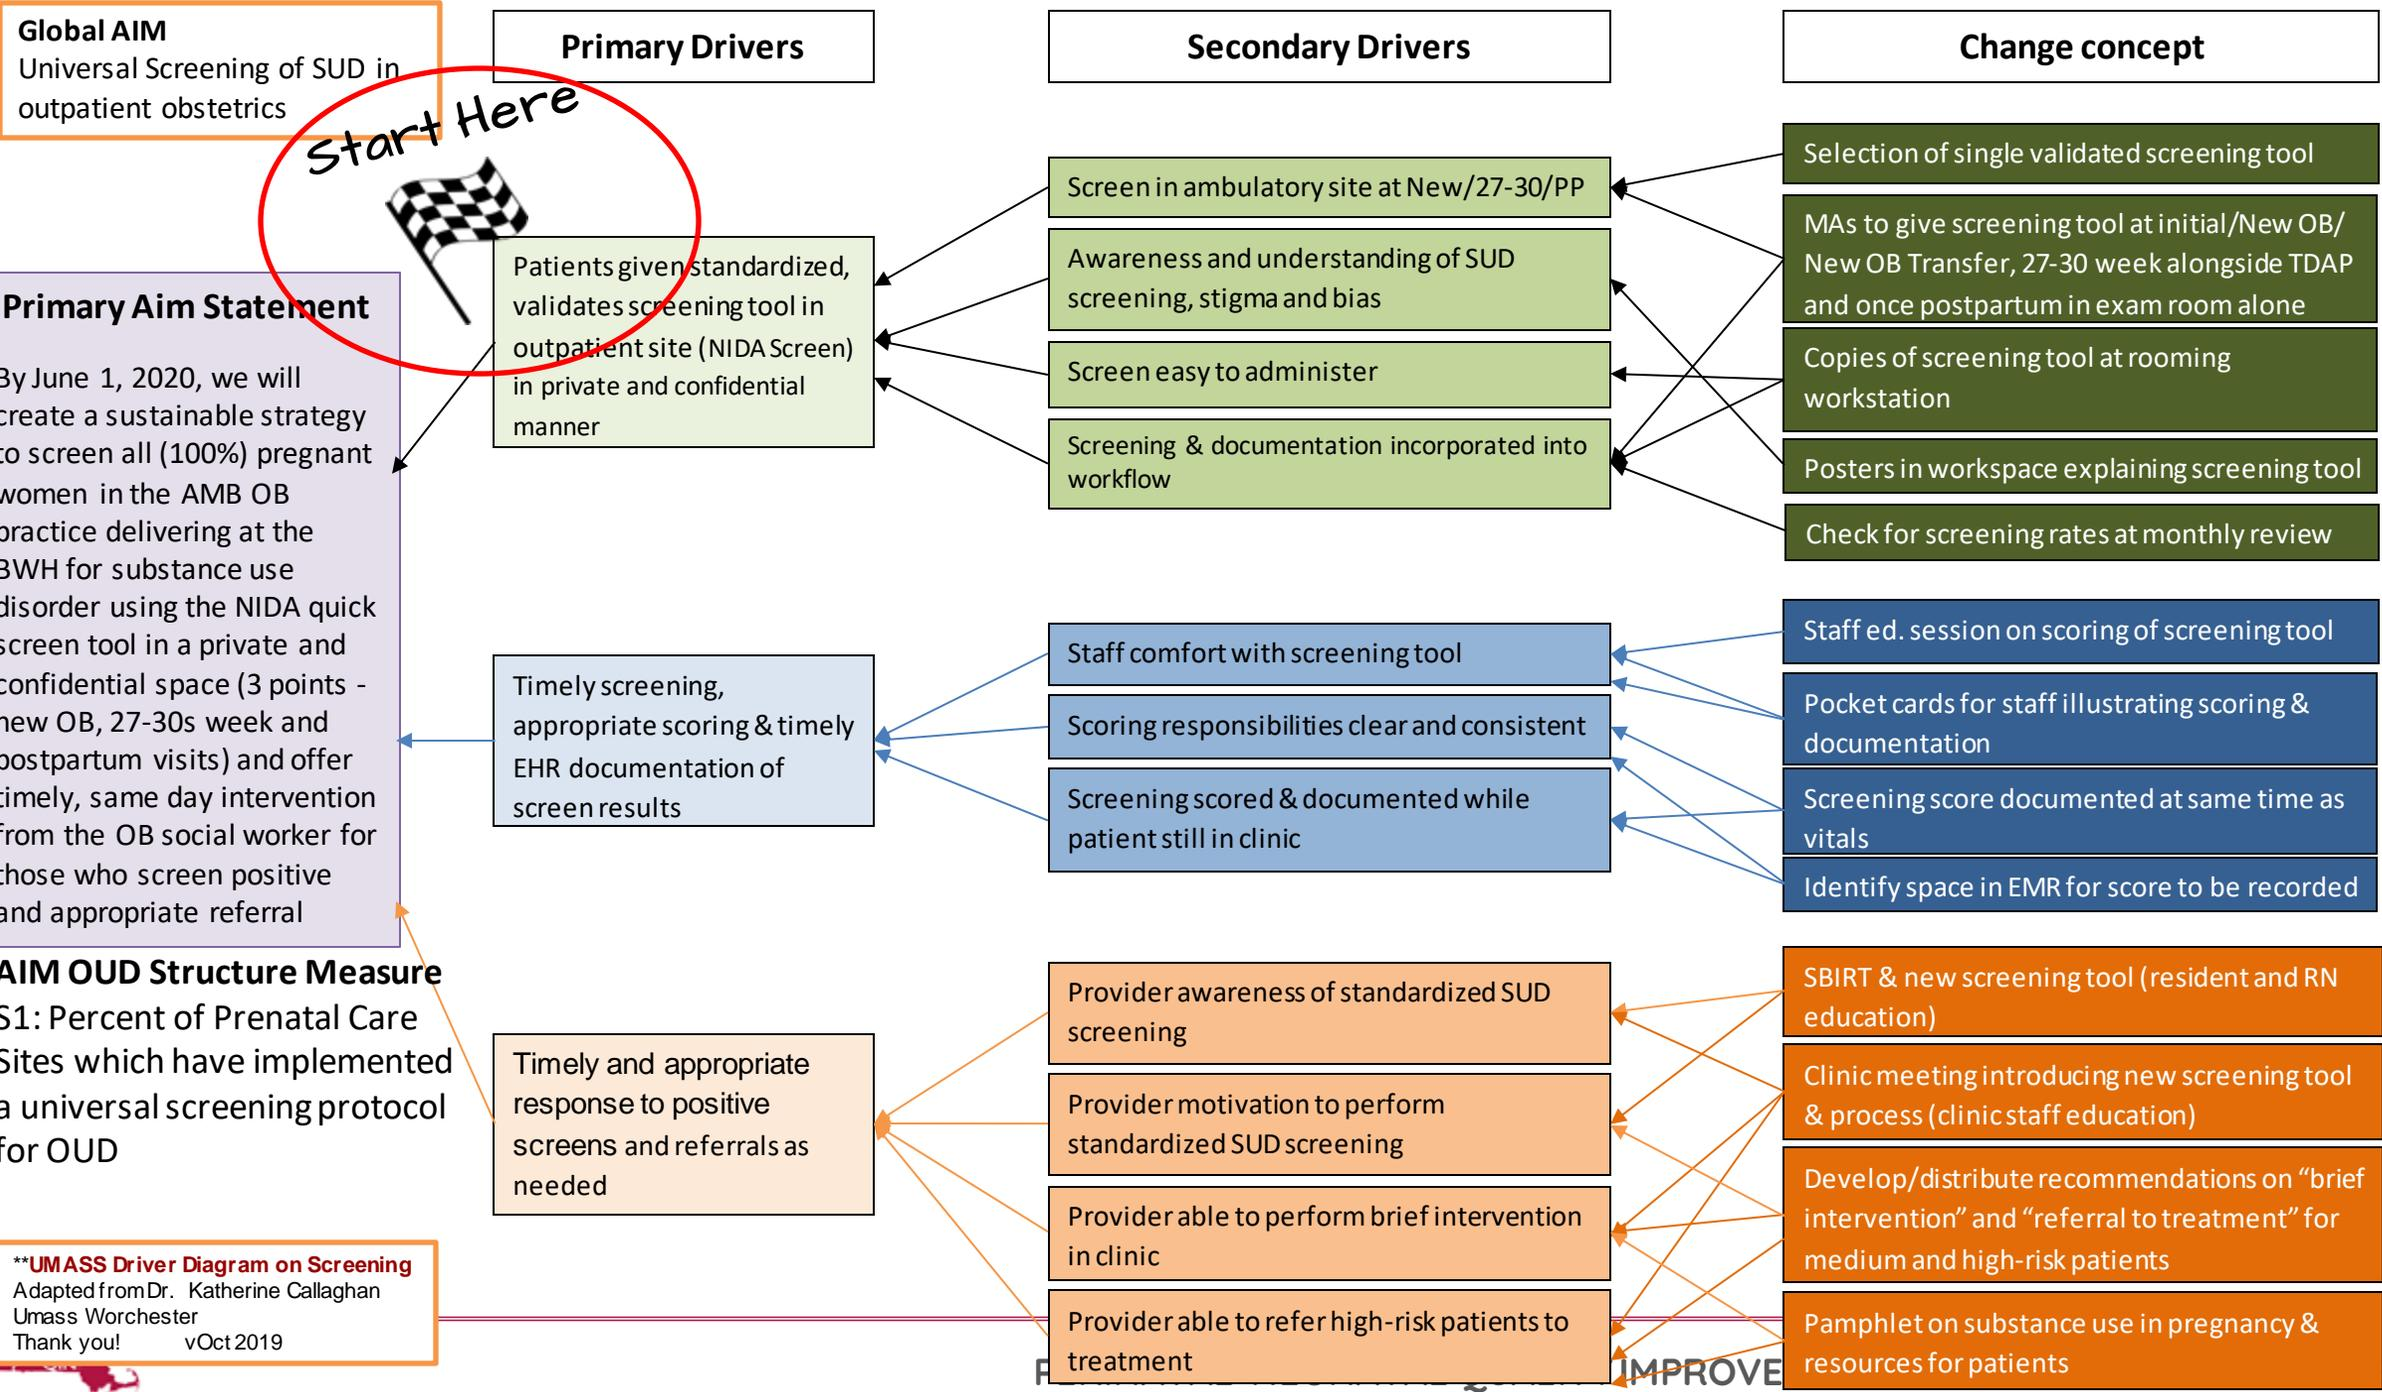 Global AIM
Universal Screening of SUD in
outpatient obstetrics
Start Here
Primary Drivers
Secondary Drivers
Change concept
Primary Aim Statement
By June 1, 2020, we will
create a sustainable strategy
to screen all (100%) pregnant
women in the AMB OB
practice delivering at the
BWH for substance use
disorder using the NIDA quick
screen tool in a private and
confidential space (3 points -
new OB, 27-30s week and
postpartum visits) and offer
timely, same day intervention
from the OB social worker for
those who screen positive
and appropriate referral
AIM OUD Structure Measure
S1: Percent of Prenatal Care
Sites which have implemented
a universal screening protocol
for OUD
**UMASS Driver Diagram on Screening
Adapted from Dr. Katherine Callaghan
Umass Worchester
Thank you! vOct 2019
Patients given standardized,
validates screening tool in
outpatient site (NIDA Screen)
in private and confidential
manner
Timely screening,
appropriate scoring & timely
EHR documentation of
screen results
Timely and appropriate
response to positive
screens and referrals as
needed
Screen in ambulatory site at New/27-30/PP
Awareness and understanding of SUD
screening, stigma and bias
Screen easy to administer
Screening & documentation incorporated into
workflow
Staff comfort with screening tool
Scoring responsibilities clear and consistent
Screening scored & documented while
patient still in clinic
Provider awareness of standardized SUD
screening
Provider motivation to perform
standardized SUD screening
Provider able to perform brief intervention
in clinic
Provider able to refer high-risk patients to
treatment
Selection of single validated screening tool
MAs to give screening tool at initial/New OB/
New OB Transfer, 27-30 week alongside TDAP
and once postpartum in exam room alone
Copies of screening tool at rooming
workstation
Posters in workspace explaining screening tool
Check for screening rates at monthly review
Staff ed. session on scoring of screening tool
Pocket cards for staff illustrating scoring &
documentation
Screening score documented at same time as
vitals
Identify space in EMR for score to be recorded
SBIRT & new screening tool (resident and RN
education)
Clinic meeting introducing new screening tool
& process (clinic staff education)
Develop/distribute recommendations on “brief
intervention” and “referral to treatment” for
medium and high-risk patients
Pamphlet on substance use in pregnancy &
resources for patients
IMPROVE